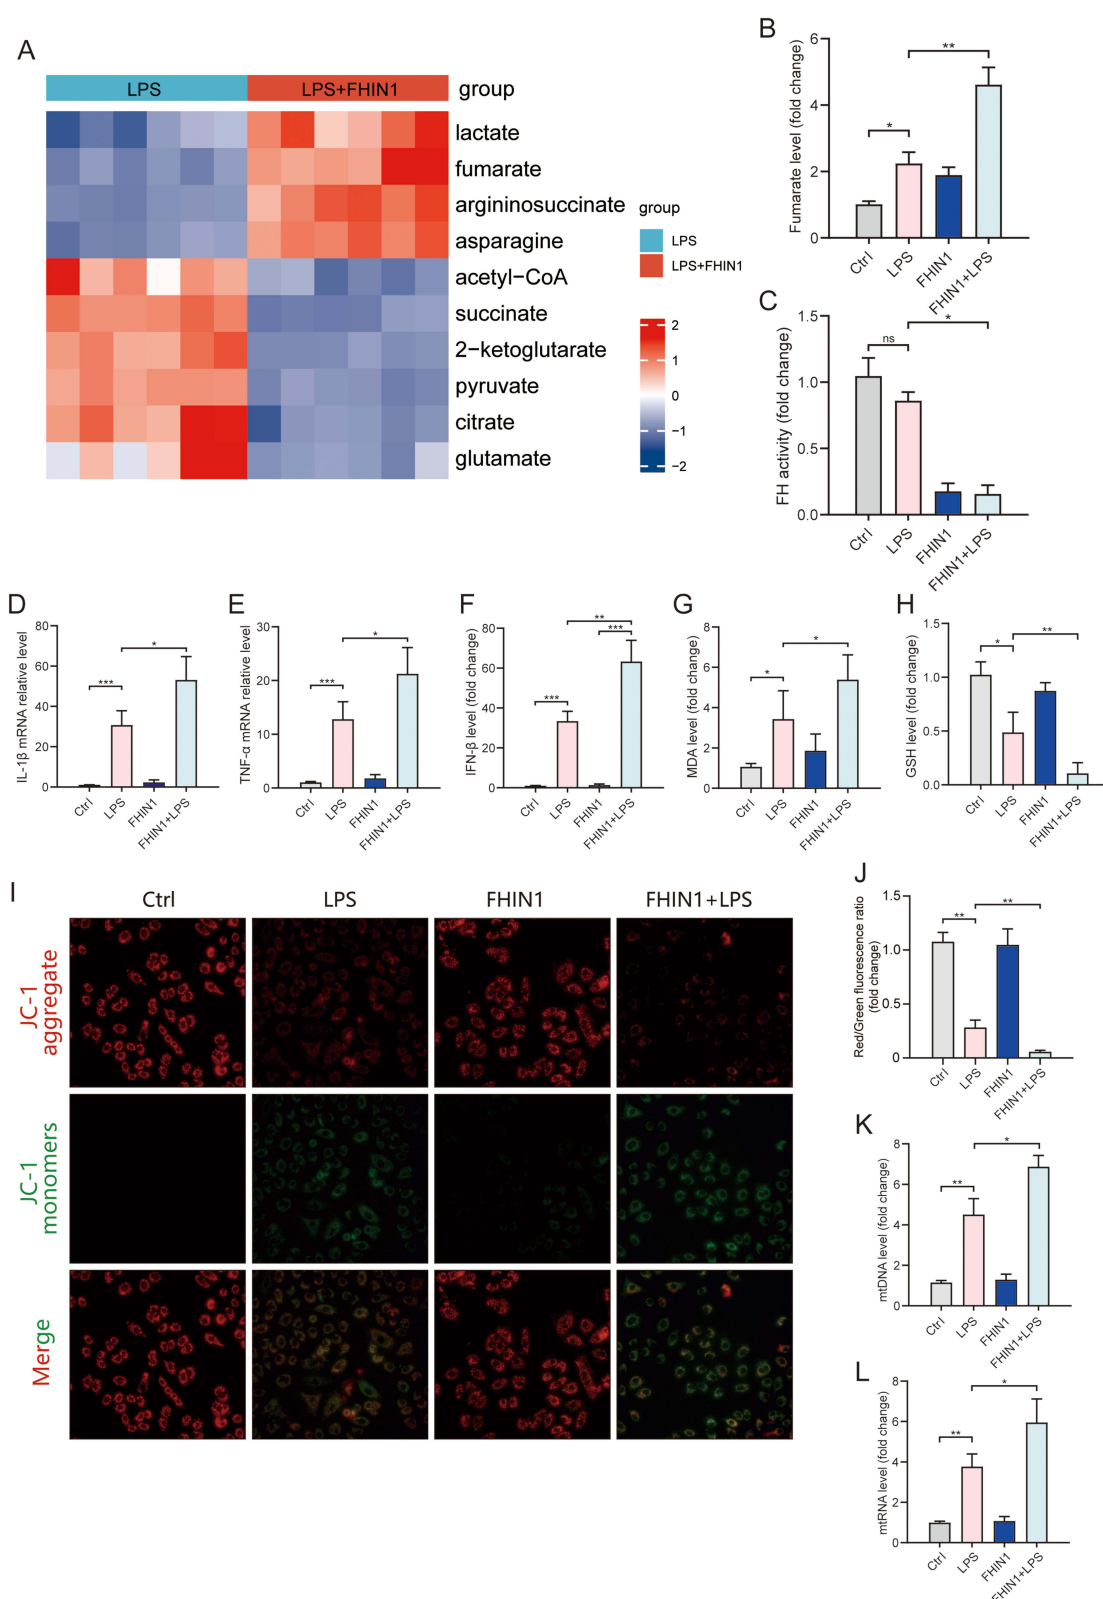 A
LPS
LPS+FHIN1
group
lactate
fumarate
argininosuccinate
asparagine
acetyl−CoA
succinate
2−ketoglutarate
pyruvate
citrate
glutamate
group
LPS
LPS+FHIN1
2
1
0
−1
−2
B
Fumarate level (fold change)
6
4
2
0
*
**
Ctrl
LPS
FHIN1
FHIN1+LPS
C
FH activity (fold change)
1.5
1.0
0.5
0.0
ns
*
Ctrl
LPS
FHIN1
FHIN1+LPS
D
IL-1β mRNA relative level
80
60
40
20
0
***
*
Ctrl
LPS
FHIN1
FHIN1+LPS
E
TNF-α mRNA relative level
30
20
10
0
***
*
Ctrl
LPS
FHIN1
FHIN1+LPS
F
IFN-β level (fold change)
80
60
40
20
0
***
**
***
Ctrl
LPS
FHIN1
FHIN1+LPS
G
MDA level (fold change)
8
6
4
2
0
*
*
Ctrl
LPS
FHIN1
FHIN1+LPS
H
GSH level (fold change)
1.5
1.0
0.5
0.0
*
**
Ctrl
LPS
FHIN1
FHIN1+LPS
I
Ctrl
LPS
FHIN1
FHIN1+LPS
JC-1
aggregate
JC-1
monomers
Merge
J
Red/Green fluorescence ratio
(fold change)
1.5
1.0
0.5
0
**
**
Ctrl
LPS
FHIN1
FHIN1+LPS
K
mtDNA level (fold change)
8
6
4
2
0
**
*
Ctrl
LPS
FHIN1
FHIN1+LPS
L
mtRNA level (fold change)
8
6
4
2
0
**
*
Ctrl
LPS
FHIN1
FHIN1+LPS